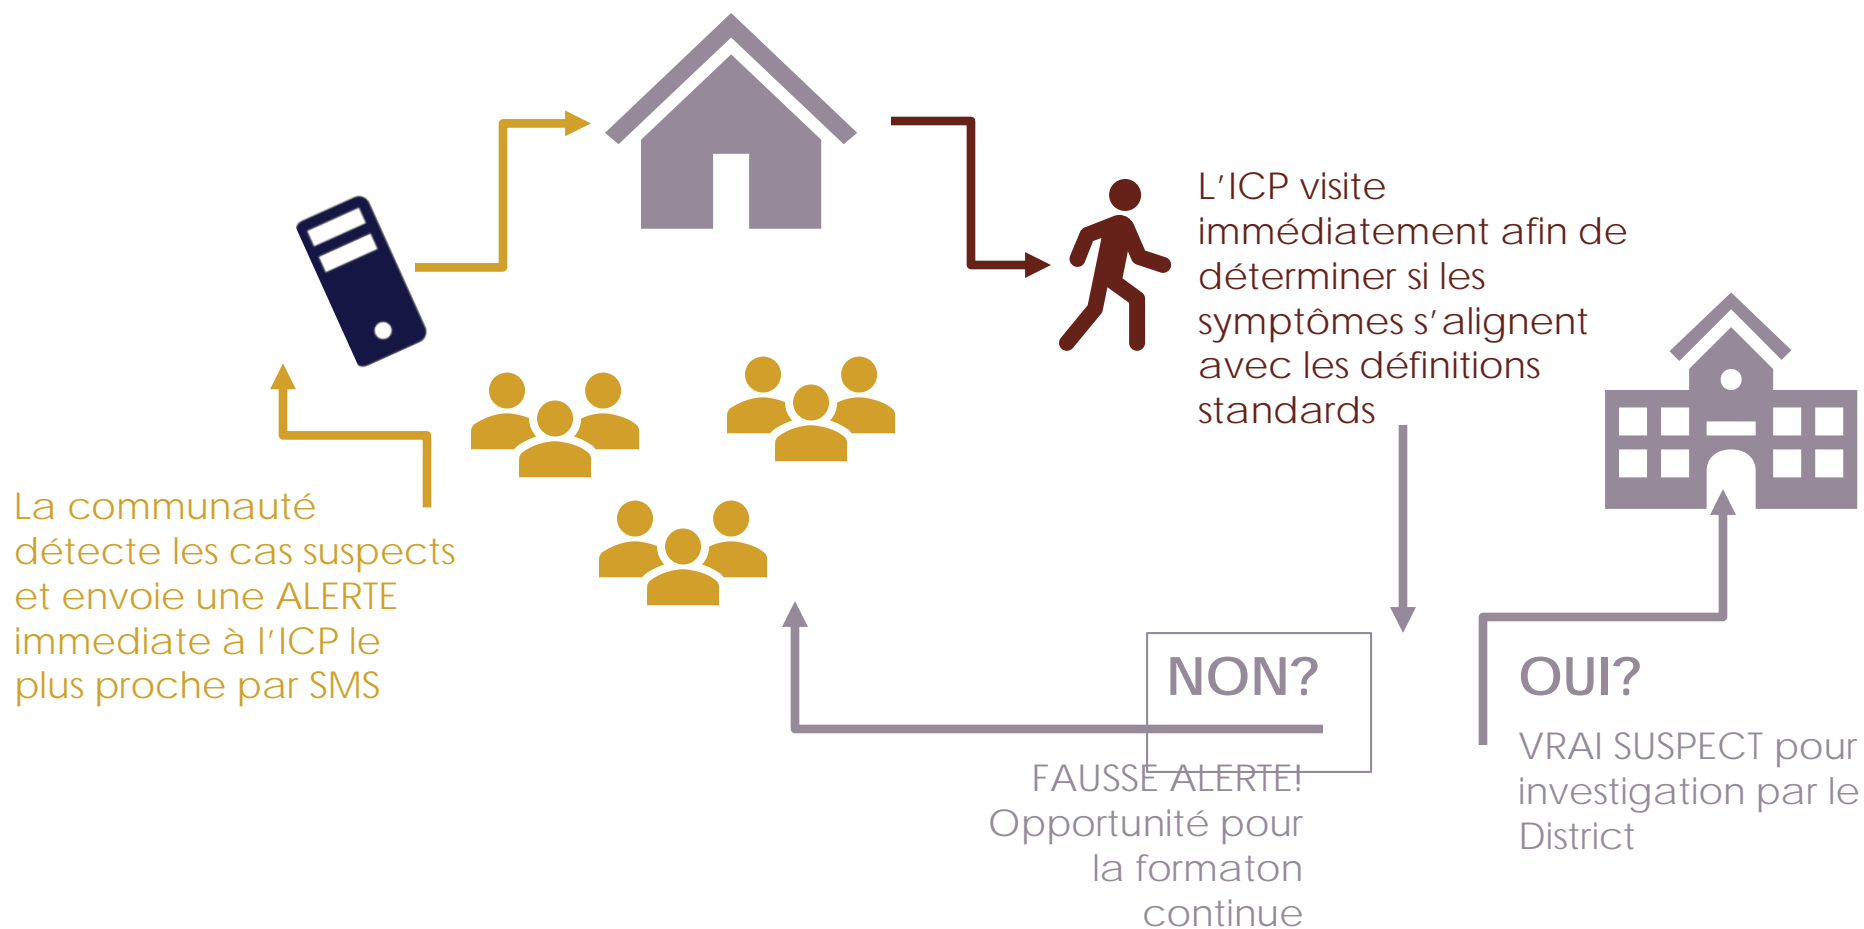 La communauté
détecte les cas suspects
et envoie une ALERTE
immediate à l’ICP le
plus proche par SMS
L’ICP visite
immédiatement afin de
déterminer si les
symptômes s’alignent
avec les définitions
standards
NON?
FAUSSE ALERTE!
Opportunité pour
la formaton
continue
OUI?
VRAI SUSPECT pour
investigation par le
District